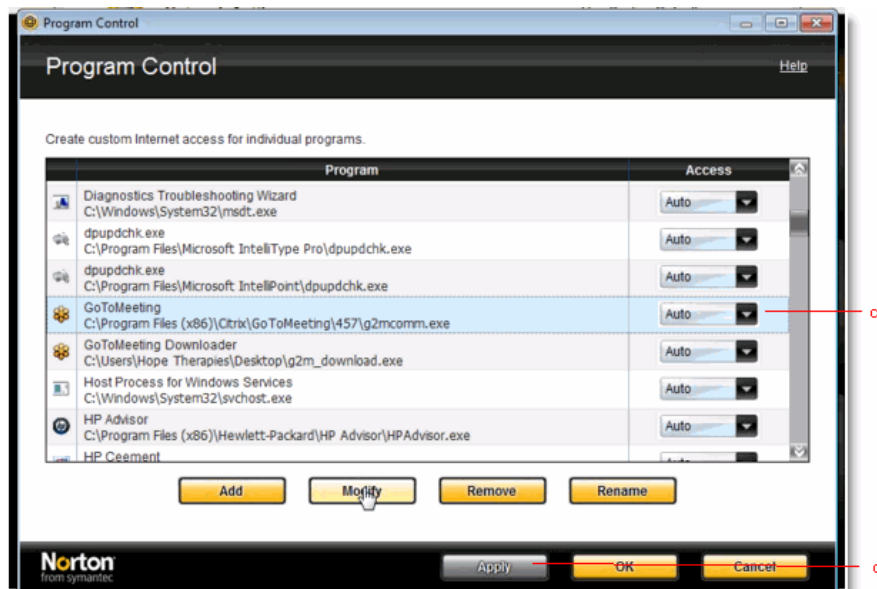 Program Control
Program Control
Help
Create custom Internet access for individual programs.
Program Access
Diagnostics Troubleshooting Wizard
C:\Windows\System32\msdt.exe
Auto
dpupdchk.exe
C:\Program Files\Microsoft IntelliType Pro\dpupdchk.exe
Auto
dpupdchk.exe
C:\Program Files\Microsoft IntelliPoint\dpupdchk.exe
Auto
GoToMeeting
C:\Program Files (x86)\Citrix\GoToMeeting\457\g2mcomm.exe
Auto
GoToMeeting Downloader
C:\Users\Hope Therapies\Desktop\g2m_download.exe
Auto
Host Process for Windows Services
C:\Windows\System32\svchost.exe
Auto
HP Advisor
C:\Program Files (x86)\Hewlett-Packard\HP Advisor\HPAdvisor.exe
Auto
HP Ceement
Add Modify Remove Rename
Norton
from symantec
Apply OK Cancel